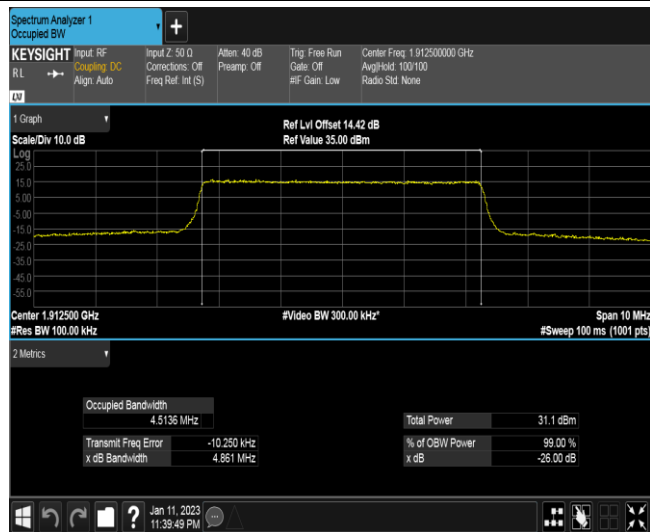 Spectrum Analyzer 1
Occupied BW
+
KEYSIGHT
RL
LXI
Input: RF
Coupling: DC
Align: Auto
Input Z: 50 Ω
Corrections: Off
Freq Ref: Int (S)
Atten: 40 dB
Preamp: Off
Trig: Free Run
Gate: Off
#IF Gain: Low
Center Freq: 1.912500000 GHz
Avg|Hold: 100/100
Radio Std: None
1 Graph
Scale/Div 10.0 dB
Ref Lvl Offset 14.42 dB
Ref Value 35.00 dBm
Log
25.0
15.0
5.00
-5.00
-15.0
-25.0
-35.0
-45.0
-55.0
Center 1.912500 GHz
#Video BW 300.00 kHz*
Span 10 MHz
#Res BW 100.00 kHz
#Sweep 100 ms (1001 pts)
2 Metrics
Occupied Bandwidth
4.5136 MHz
Total Power 31.1 dBm
Transmit Freq Error -10.250 kHz
% of OBW Power 99.00 %
x dB Bandwidth 4.861 MHz
x dB -26.00 dB
?
Jan 11, 2023
11:39:49 PM